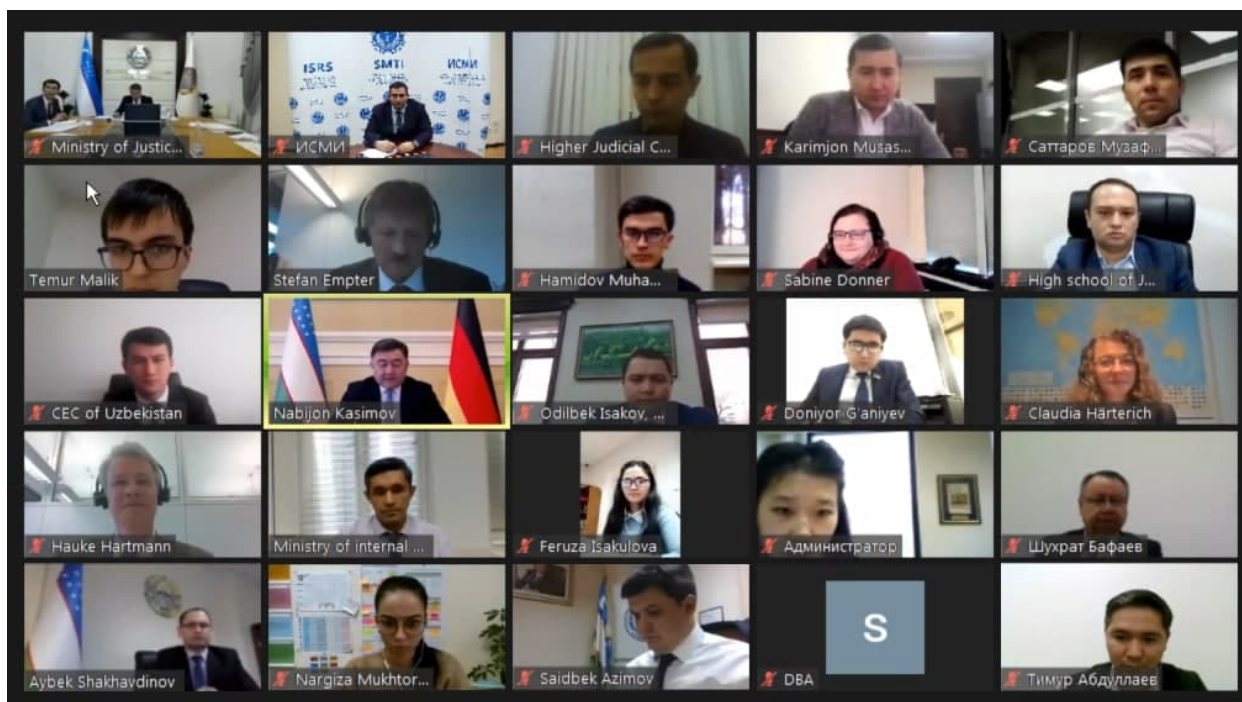 Ministry of Justic...
ISRS
SMTI
ИСМИ
ИСМИ
Higher Judicial C...
Karimjon Musas...
Саттаров Музаф...
Temur Malik
Stefan Empter
Hamidov Muha...
Sabine Donner
High school of J...
CEC of Uzbekistan
Nabijon Kasimov
Odilbek Isakov, ...
Doniyor G'aniyev
Claudia Härterich
Hauke Hartmann
Ministry of internal ...
Feruza Isakulova
Администратор
Шухрат Бафаев
Aybek Shakhavdinov
Nargiza Mukhtor...
Saidbek Azimov
S
DBA
Тимур Абдуллаев